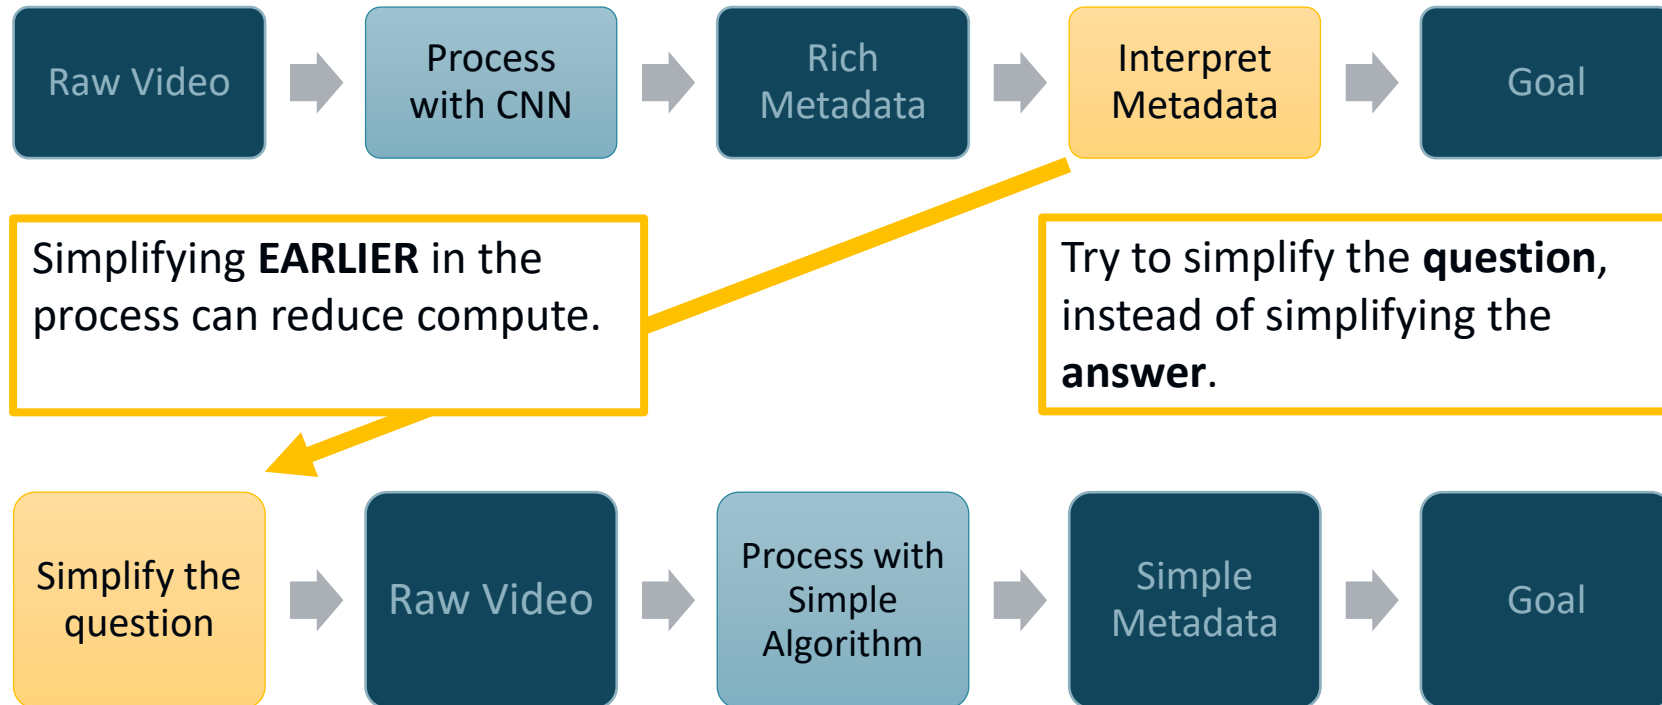 Raw Video
Process
with CNN
Rich
Metadata
Interpret
Metadata
Goal
Simplifying EARLIER in the
process can reduce compute.
Try to simplify the question,
instead of simplifying the
answer.
Simplify the
question
Raw Video
Process with
Simple
Algorithm
Simple
Metadata
Goal